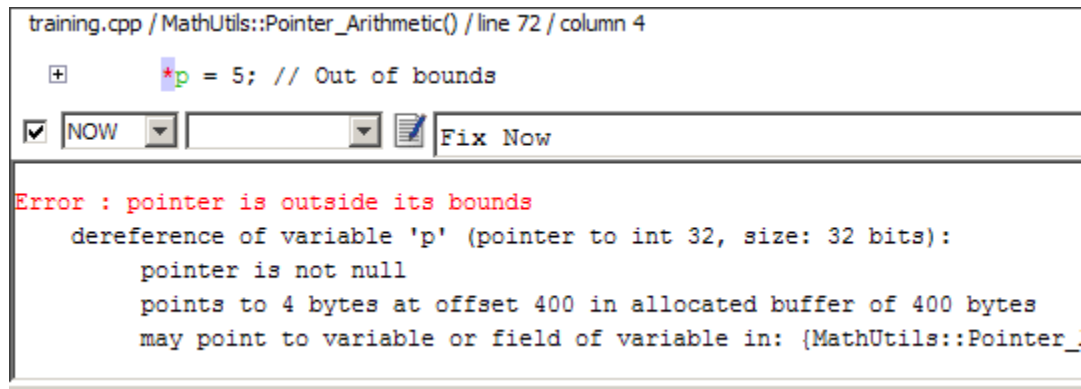 training.cpp / MathUtils::Pointer_Arithmetic() / line 72 / column 4
*p = 5; // Out of bounds
NOW Fix Now
Error : pointer is outside its bounds
dereference of variable 'p' (pointer to int 32, size: 32 bits):
pointer is not null
points to 4 bytes at offset 400 in allocated buffer of 400 bytes
may point to variable or field of variable in: {MathUtils::Pointer_